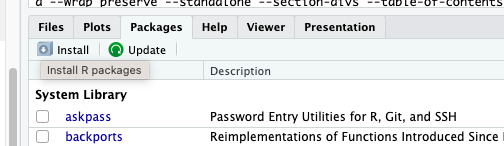 a --wrap preserve --standalone --section-divs --table-of-contents
Files Plots Packages Help Viewer Presentation
Install Update
Install R packages
Description
System Library
askpass Password Entry Utilities for R, Git, and SSH
backports Reimplementations of Functions Introduced Since